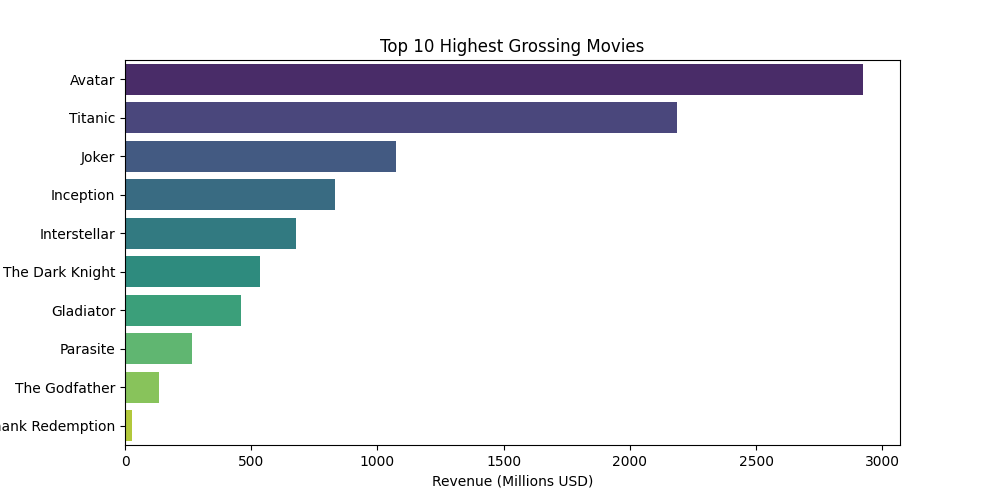 Top 10 Highest Grossing Movies
Avatar
Titanic
Joker
Inception
Interstellar
The Dark Knight
Gladiator
Parasite
The Godfather
ank Redemption
0 500 1000 1500 2000 2500 3000
Revenue (Millions USD)